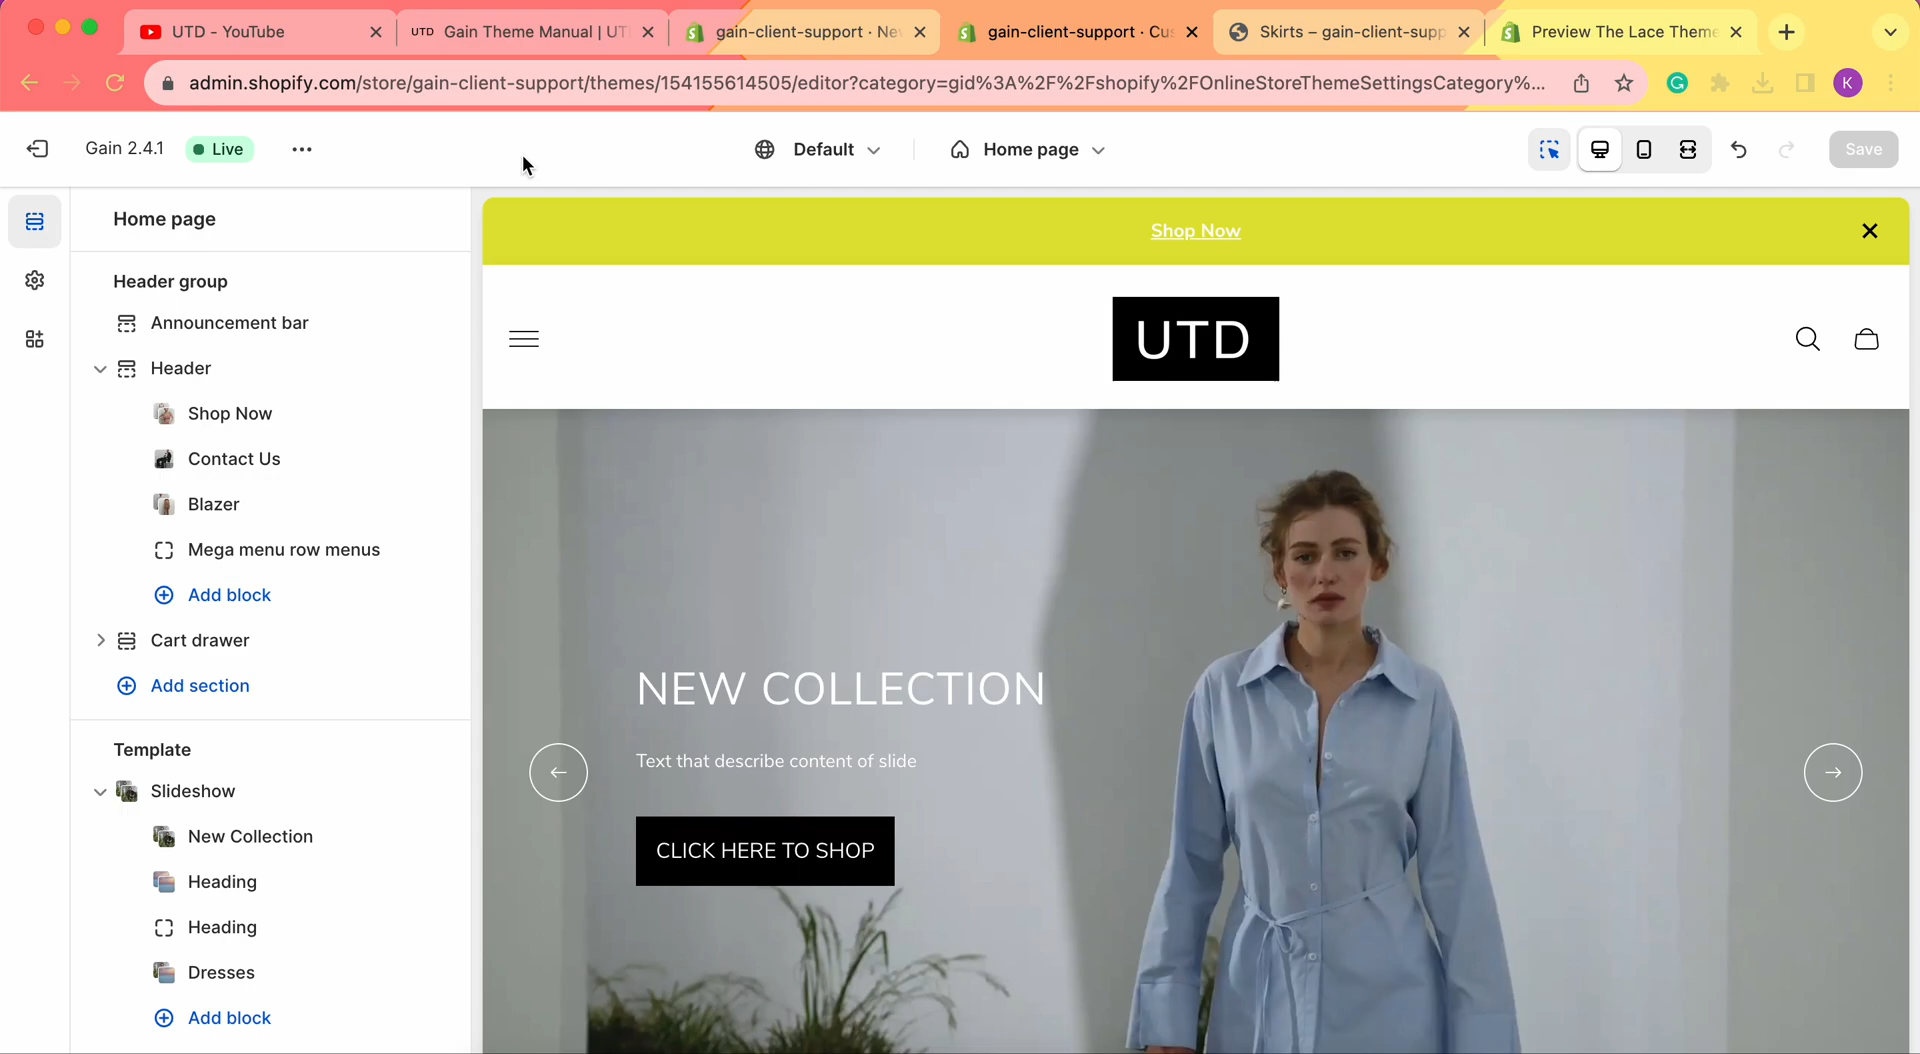 UTD - YouTube
UTD Gain Theme Manual | UT
gain-client-support · Ne
gain-client-support · Cus
Skirts – gain-client-supp
Preview The Lace Theme
admin.shopify.com/store/gain-client-support/themes/154155614505/editor?category=gid%3A%2F%2Fshopify%2FOnlineStoreThemeSettingsCategory%...
K
Gain 2.4.1
Live
Default
Home page
Save
Home page
Header group
Announcement bar
Header
Shop Now
Contact Us
Blazer
Mega menu row menus
Add block
Cart drawer
Add section
Template
Slideshow
New Collection
Heading
Heading
Dresses
Add block
Shop Now
UTD
NEW COLLECTION
Text that describe content of slide
CLICK HERE TO SHOP